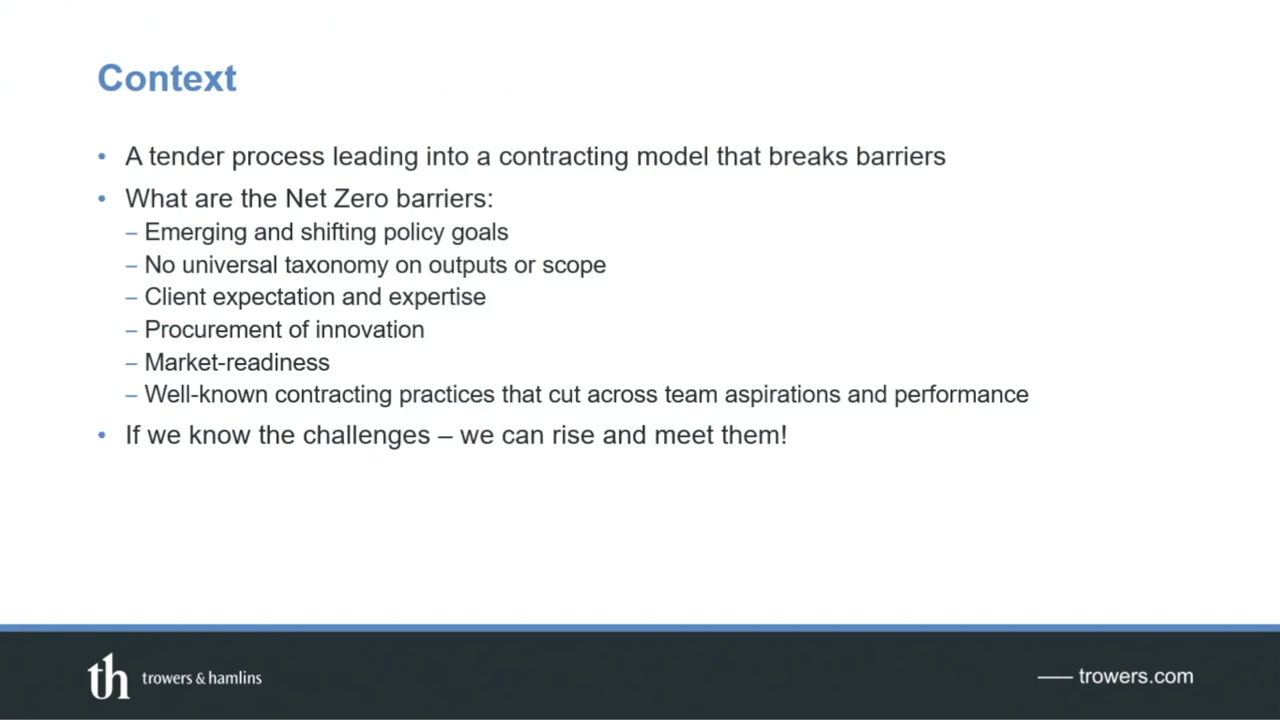 Context
• A tender process leading into a contracting model that breaks barriers
• What are the Net Zero barriers:
– Emerging and shifting policy goals
– No universal taxonomy on outputs or scope
– Client expectation and expertise
– Procurement of innovation
– Market-readiness
– Well-known contracting practices that cut across team aspirations and performance
• If we know the challenges – we can rise and meet them!
th trowers & hamlins
trowers.com